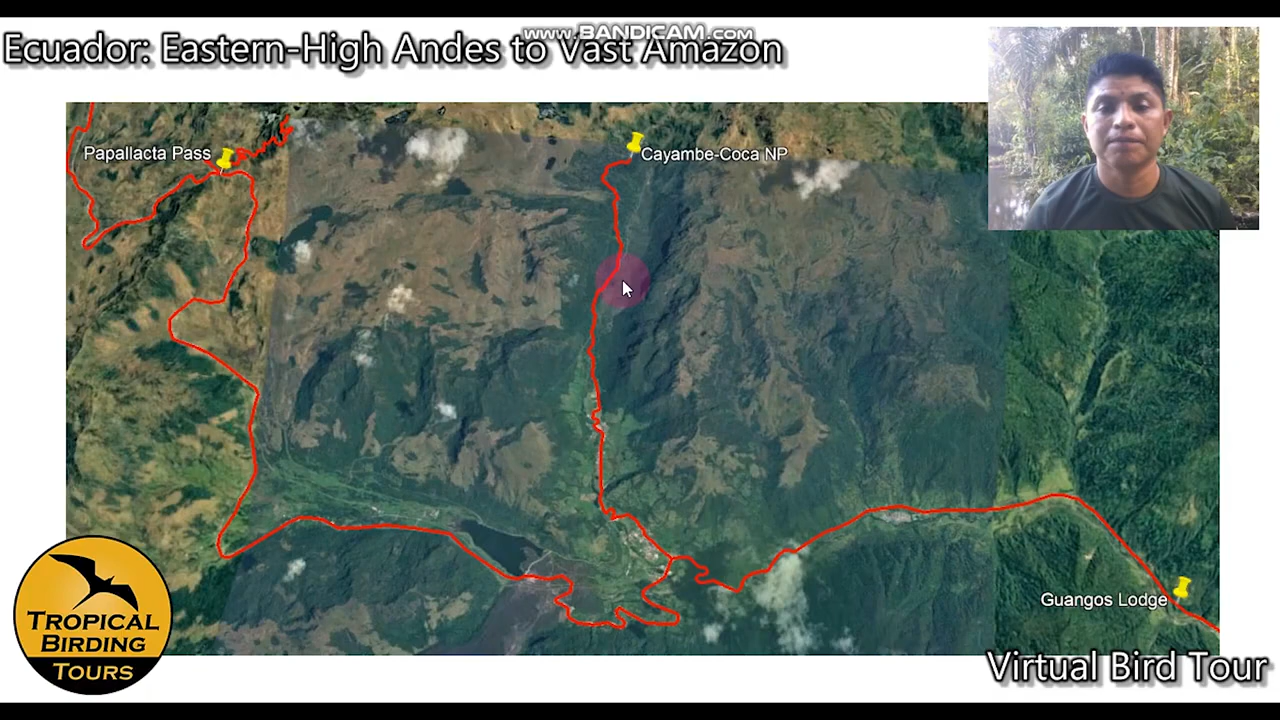 www.BANDICAM.com
Ecuador: Eastern-High Andes to Vast Amazon
Papallacta Pass
Cayambe-Coca NP
Guangos Lodge
TROPICAL
BIRDING
TOURS
Virtual Bird Tour